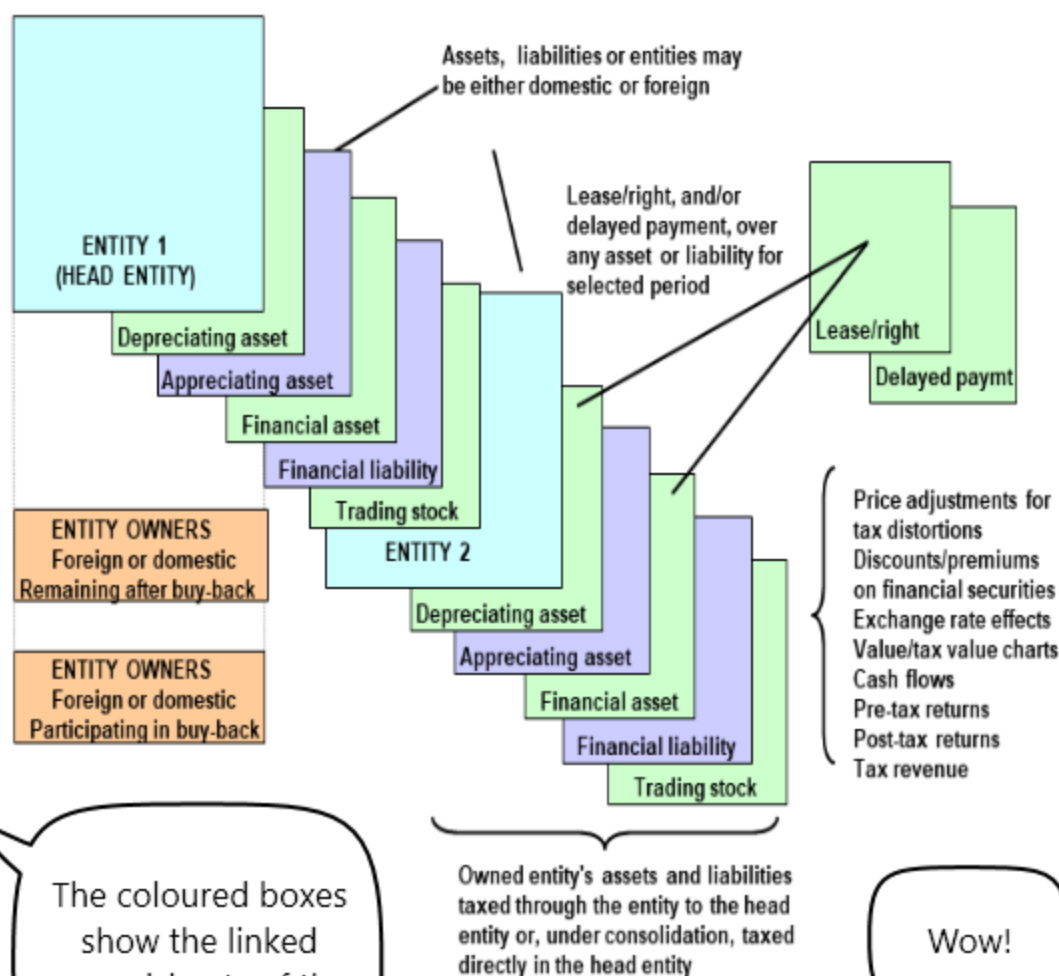 Assets, liabilities or entities may
be either domestic or foreign
ENTITY 1
(HEAD ENTITY)
Depreciating asset
Appreciating asset
Financial asset
Financial liability
Trading stock
ENTITY 2
Depreciating asset
Appreciating asset
Financial asset
Financial liability
Trading stock
Lease/right, and/or
delayed payment, over
any asset or liability for
selected period
Lease/right
Delayed paymt
ENTITY OWNERS
Foreign or domestic
Remaining after buy-back
ENTITY OWNERS
Foreign or domestic
Participating in buy-back
Price adjustments for
tax distortions
Discounts/premiums
on financial securities
Exchange rate effects
Value/tax value charts
Cash flows
Pre-tax returns
Post-tax returns
Tax revenue
Owned entity's assets and liabilities
taxed through the entity to the head
entity or, under consolidation, taxed
directly in the head entity
The coloured boxes
show the linked
Wow!